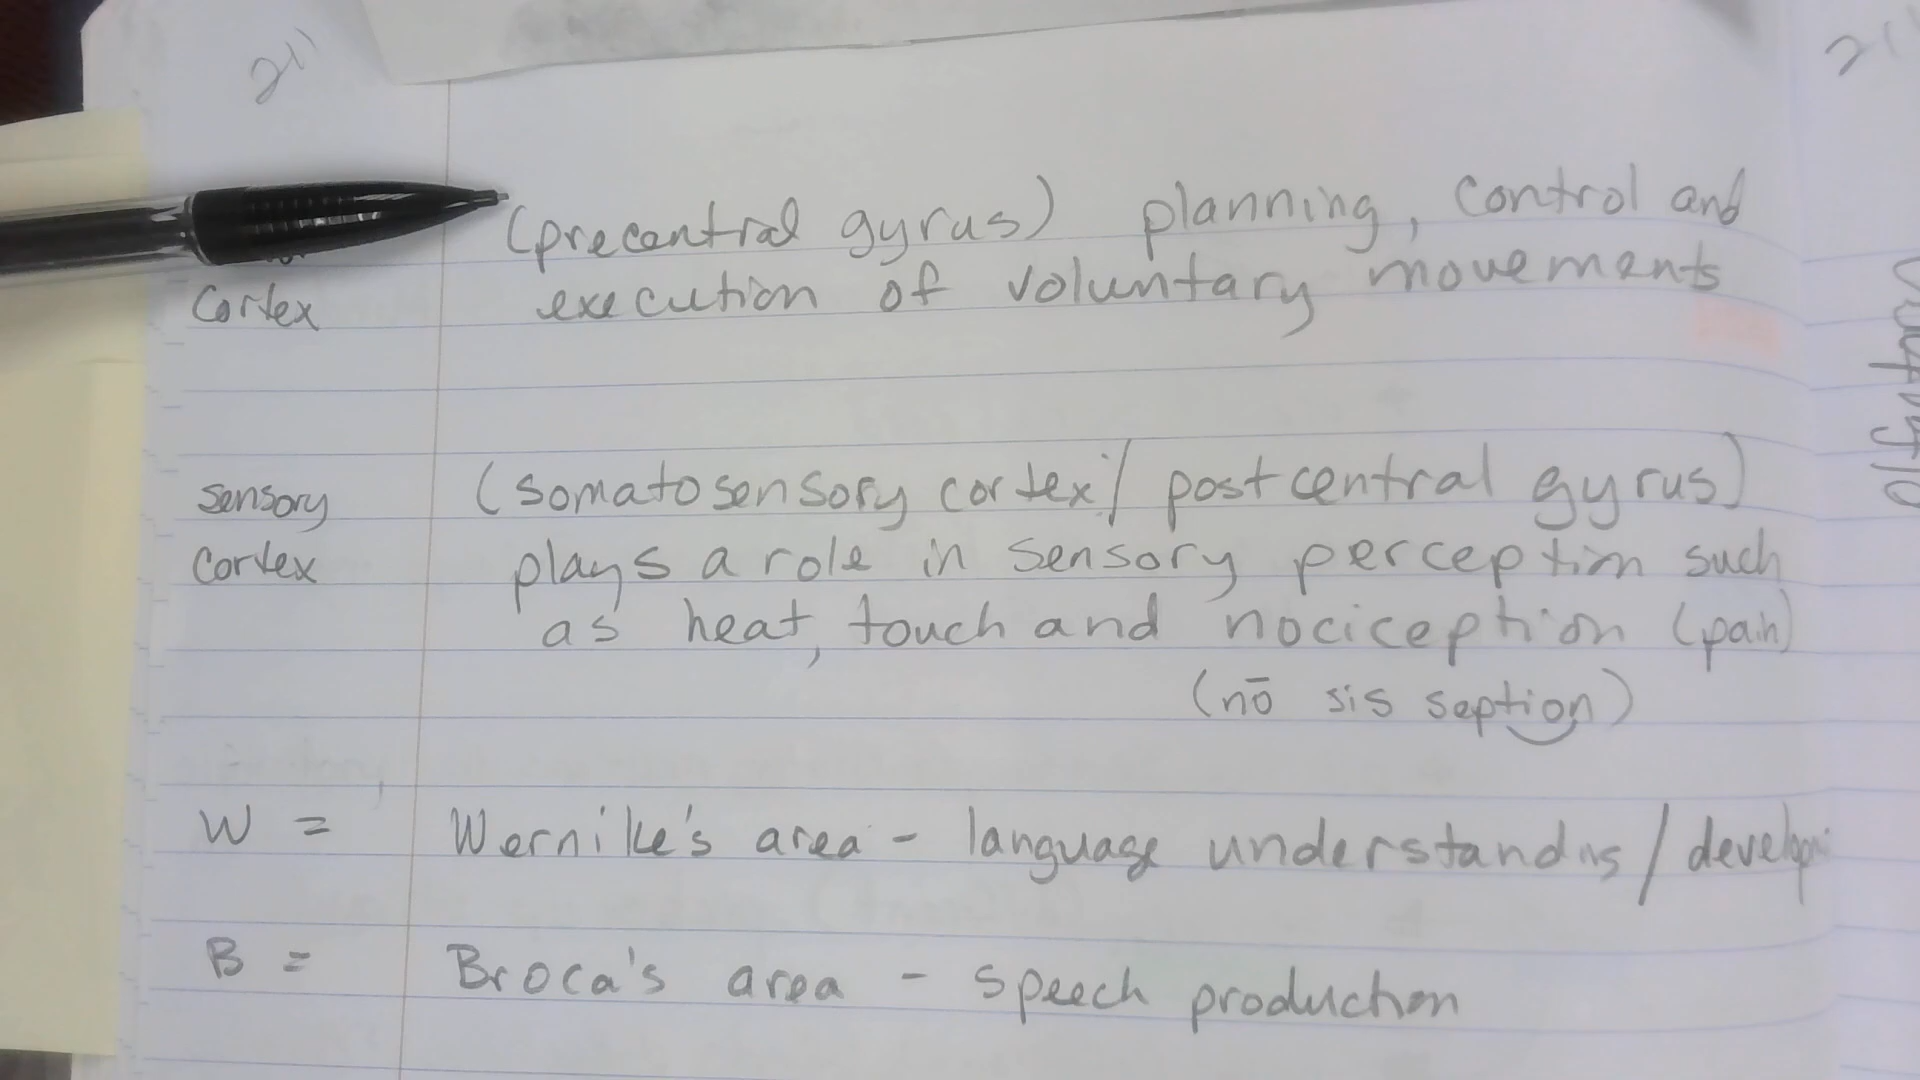 21)
(precentral gyrus) planning, control and
Cortex execution of voluntary movements
sensory (somatosensory cortex/ postcentral gyrus)
cortex plays a role in sensory perception such
as heat, touch and nociception (pain)
(nō sis seption)
W = Wernike's area - language understanding /
B = Broca's area - speech production